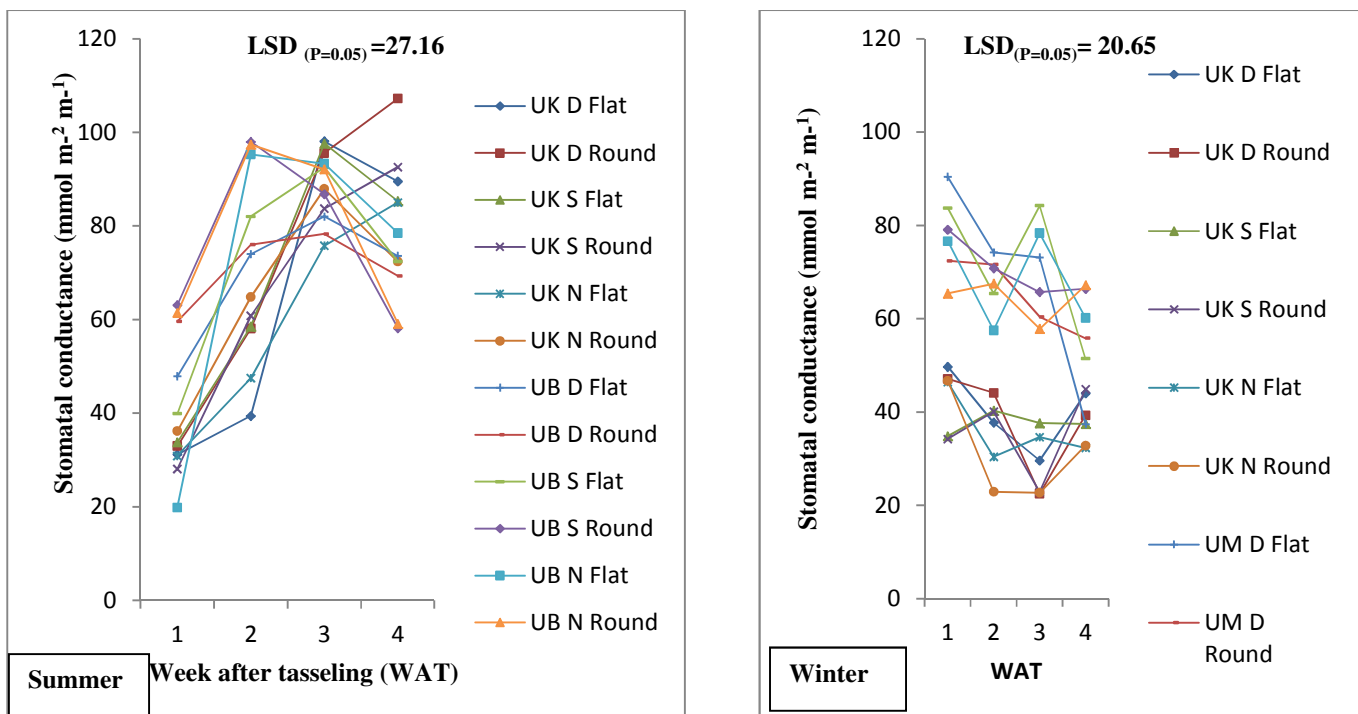 LSD (P=0.05) =27.16
Stomatal conductance (mmol m-² m-¹)
120
100
80
60
40
20
0
1 2 3 4
Week after tasseling (WAT)
Summer
UK D Flat
UK D Round
UK S Flat
UK S Round
UK N Flat
UK N Round
UB D Flat
UB D Round
UB S Flat
UB S Round
UB N Flat
UB N Round
LSD(P=0.05)= 20.65
Stomatal conductance (mmol m-² m-¹)
120
100
80
60
40
20
0
1 2 3 4
WAT
Winter
UK D Flat
UK D Round
UK S Flat
UK S Round
UK N Flat
UK N Round
UM D Flat
UM D
Round